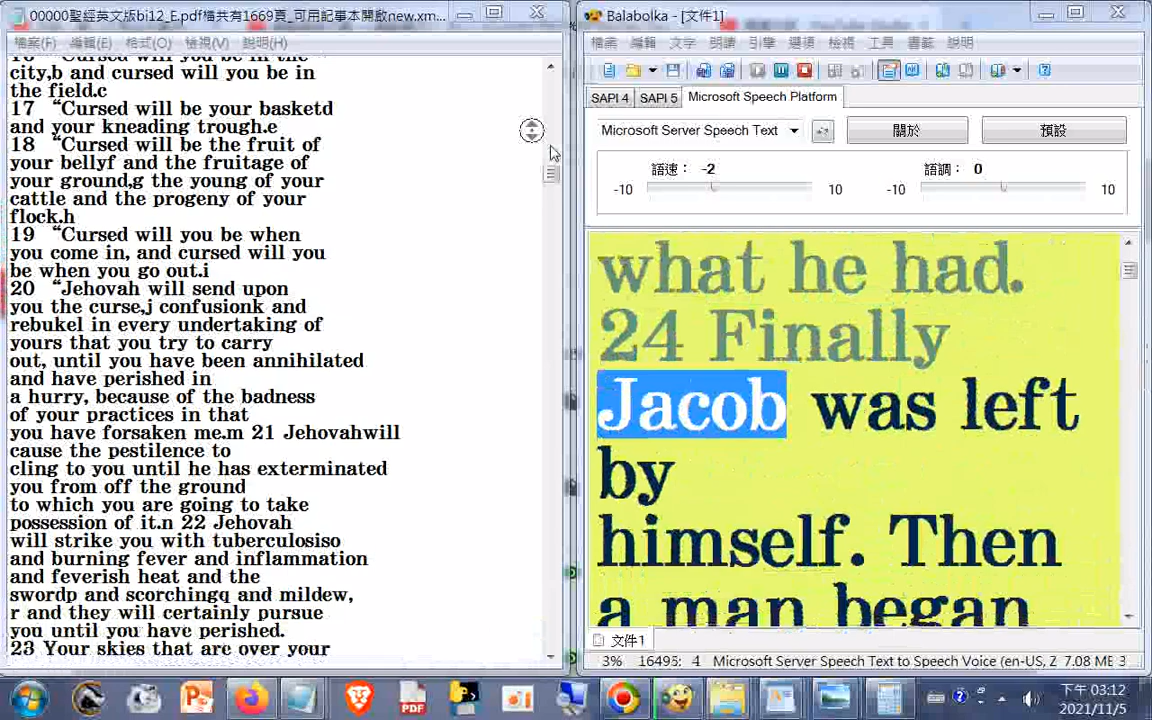 00000聖經英文版bi12_E.pdf檔共有1669頁_可用記事本開啟new.xm...
檔案(F) 編輯(E) 格式(O) 檢視(V) 說明(H)
16 “Cursed will you be in the
city,b and cursed will you be in
the field.c
17 “Cursed will be your basketd
and your kneading trough.e
18 “Cursed will be the fruit of
your bellyf and the fruitage of
your ground,g the young of your
cattle and the progeny of your
flock.h
19 “Cursed will you be when
you come in, and cursed will you
be when you go out.i
20 “Jehovah will send upon
you the curse,j confusionk and
rebukel in every undertaking of
yours that you try to carry
out, until you have been annihilated
and have perished in
a hurry, because of the badness
of your practices in that
you have forsaken me.m 21 Jehovahwill
cause the pestilence to
cling to you until he has exterminated
you from off the ground
to which you are going to take
possession of it.n 22 Jehovah
will strike you with tuberculosiso
and burning fever and inflammation
and feverish heat and the
swordp and scorchingq and mildew,
r and they will certainly pursue
you until you have perished.
23 Your skies that are over your
Balabolka - [文件1]
檔案 編輯 文字 朗讀 引擎 選項 檢視 工具 書籤 說明
SAPI 4 SAPI 5 Microsoft Speech Platform
Microsoft Server Speech Text 關於 預設
語速： -2 語調： 0
-10 10 -10 10
what he had.
24 Finally
Jacob was left
by
himself. Then
a man began
文件1
3% 16495: 4 Microsoft Server Speech Text to Speech Voice (en-US, Z 7.08 MB 3
PDF
下午 03:12
2021/11/5